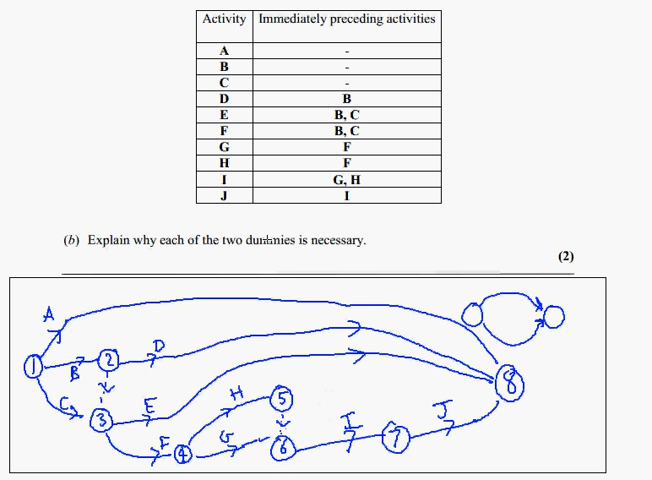 Activity Immediately preceding activities
A -
B -
C -
D B
E B, C
F B, C
G F
H F
I G, H
J I
(b) Explain why each of the two dummies is necessary.
(2)
A
D
1 B 2
C 3 E H 5 8
F 4 G 6 I 7 J